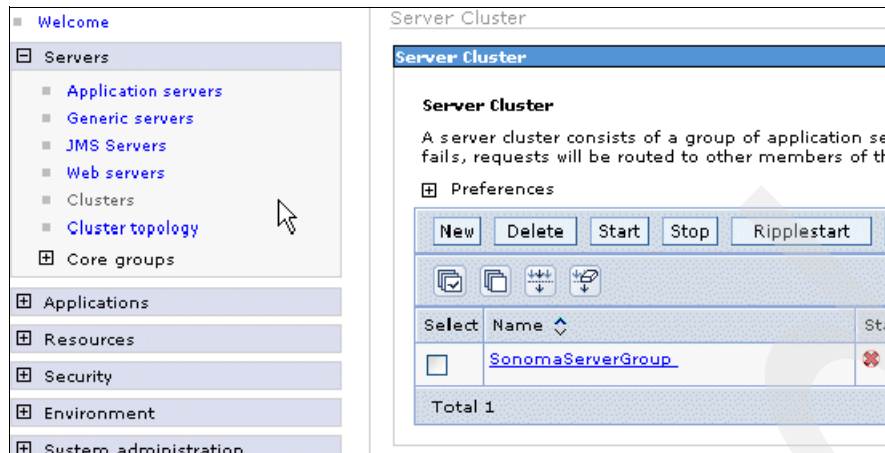 Welcome
Servers
Application servers
Generic servers
JMS Servers
Web servers
Clusters
Cluster topology
Core groups
Applications
Resources
Security
Environment
System administration
Server Cluster
Server Cluster
Server Cluster
A server cluster consists of a group of application se
fails, requests will be routed to other members of th
Preferences
New Delete Start Stop Ripplestart
Select Name Sta
SonomaServerGroup
Total 1